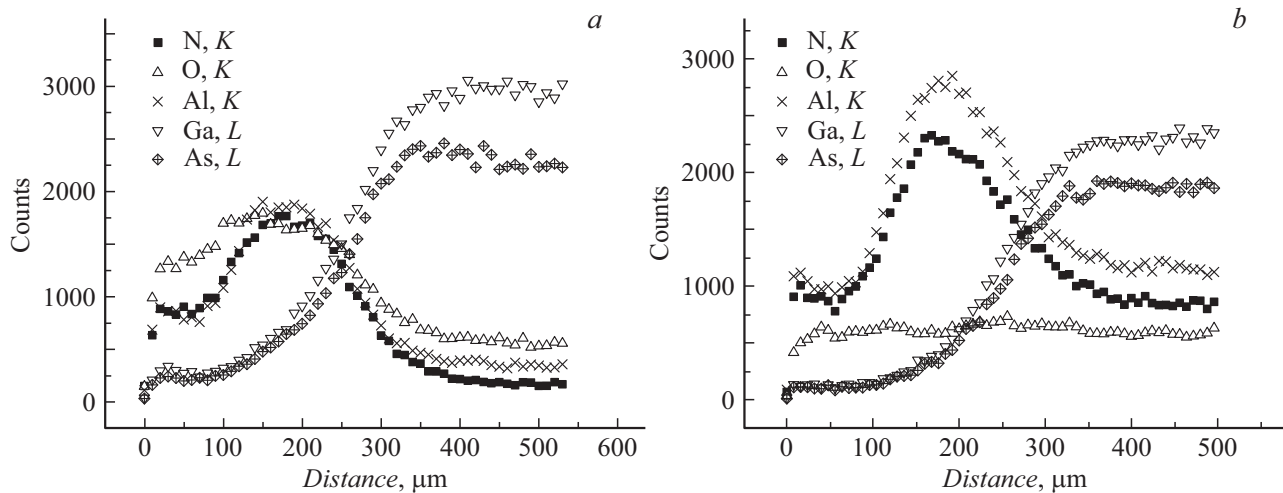 a
N, K
O, K
Al, K
Ga, L
As, L
3000
2000
1000
0
Counts
0 100 200 300 400 500 600
Distance, μm
b
N, K
O, K
Al, K
Ga, L
As, L
3000
2000
1000
0
Counts
0 100 200 300 400 500
Distance, μm